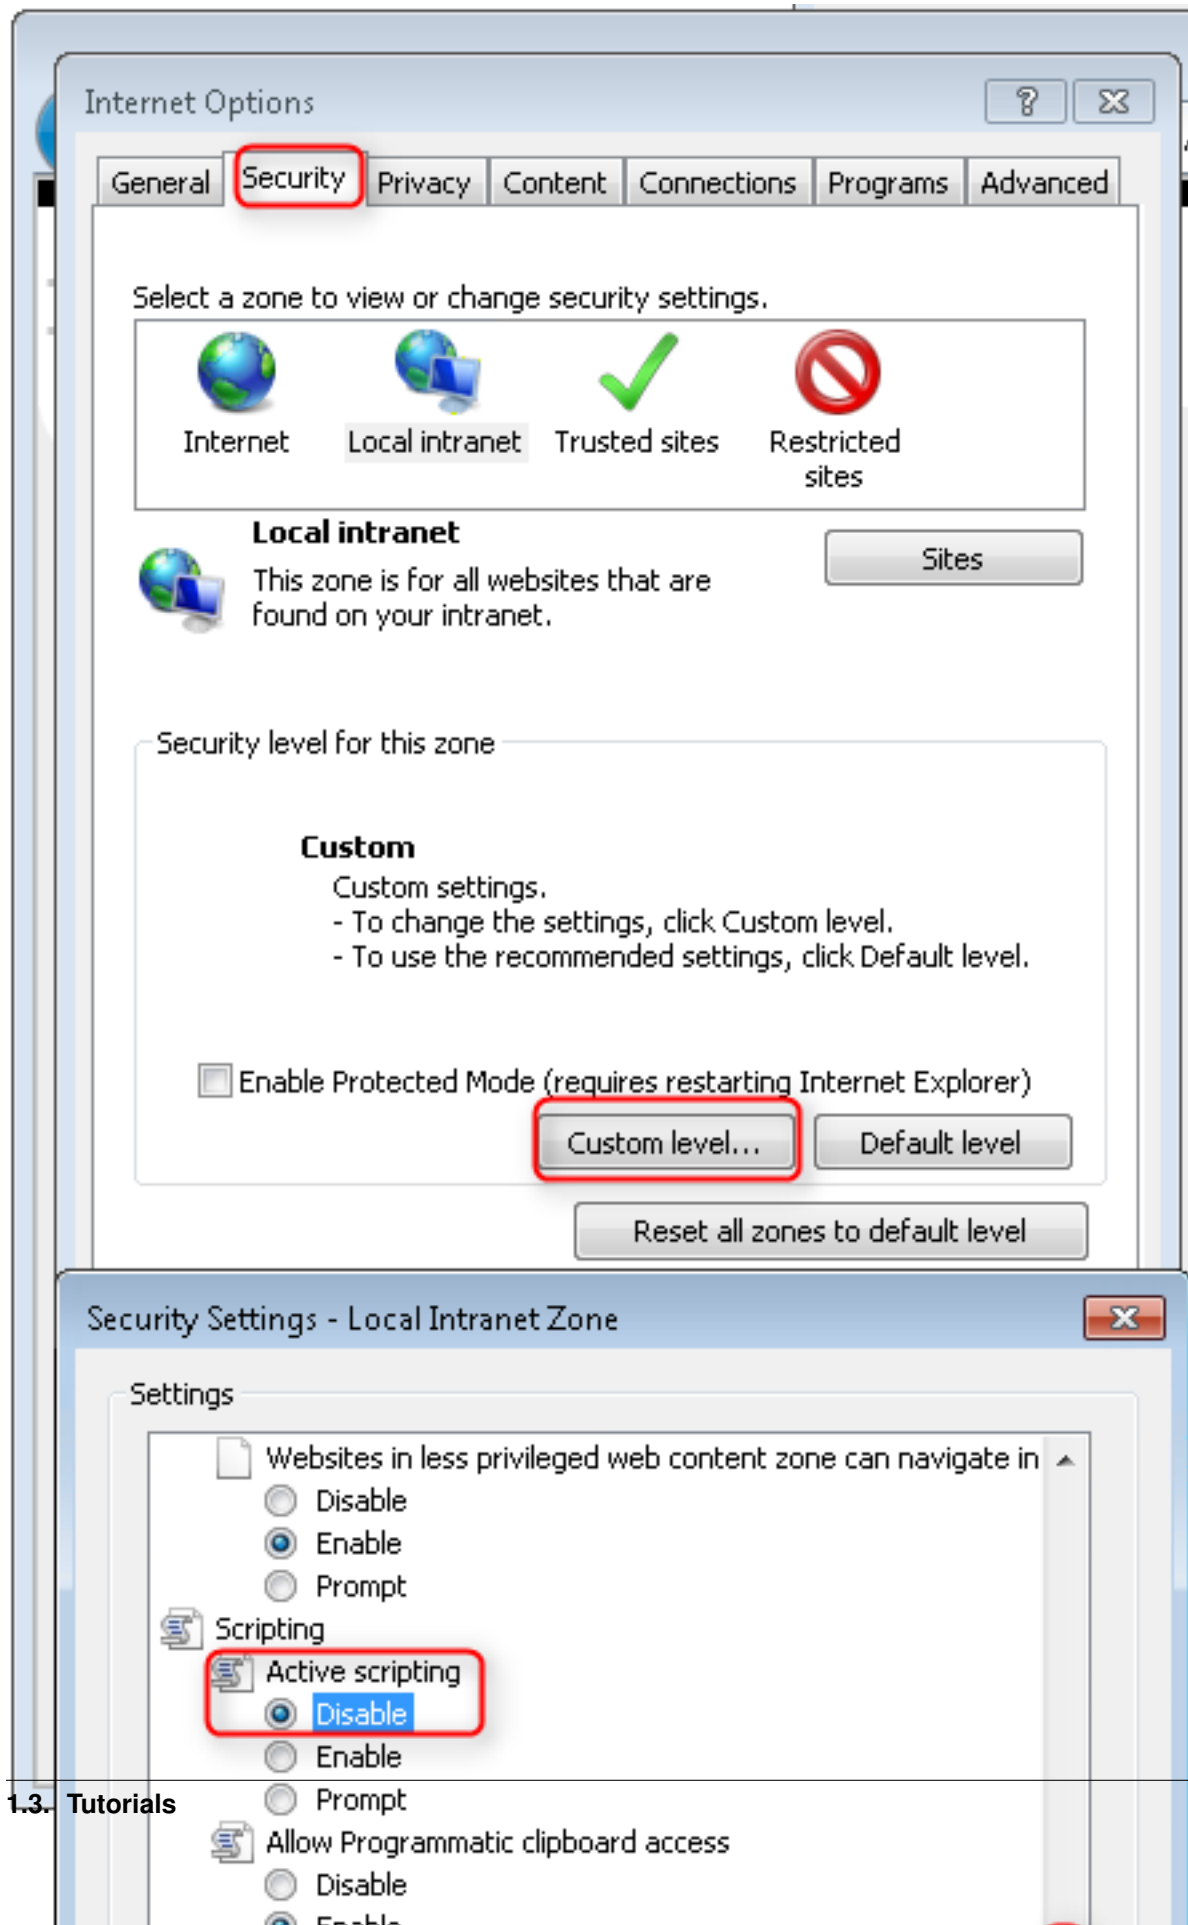 Internet Options
General Security Privacy Content Connections Programs Advanced
Select a zone to view or change security settings.
Internet Local intranet Trusted sites Restricted sites
Local intranet
Sites
This zone is for all websites that are
found on your intranet.
Security level for this zone
Custom
Custom settings.
- To change the settings, click Custom level.
- To use the recommended settings, click Default level.
Enable Protected Mode (requires restarting Internet Explorer)
Custom level... Default level
Reset all zones to default level
Security Settings - Local Intranet Zone
Settings
Websites in less privileged web content zone can navigate in
Disable
Enable
Prompt
Scripting
Active scripting
Disable
Enable
1.3. Tutorials
Prompt
Allow Programmatic clipboard access
Disable
Enable